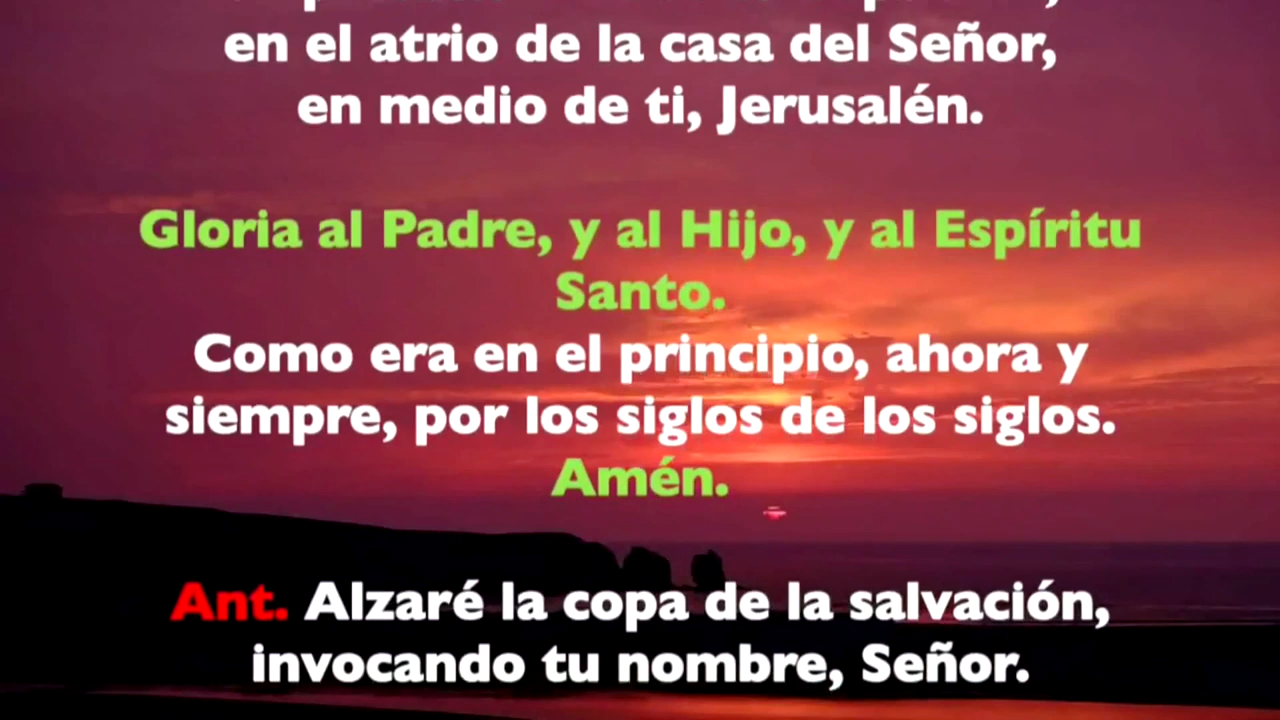 en el atrio de la casa del Señor,
en medio de ti, Jerusalén.
Gloria al Padre, y al Hijo, y al Espíritu
Santo.
Como era en el principio, ahora y
siempre, por los siglos de los siglos.
Amén.
Ant. Alzaré la copa de la salvación,
invocando tu nombre, Señor.